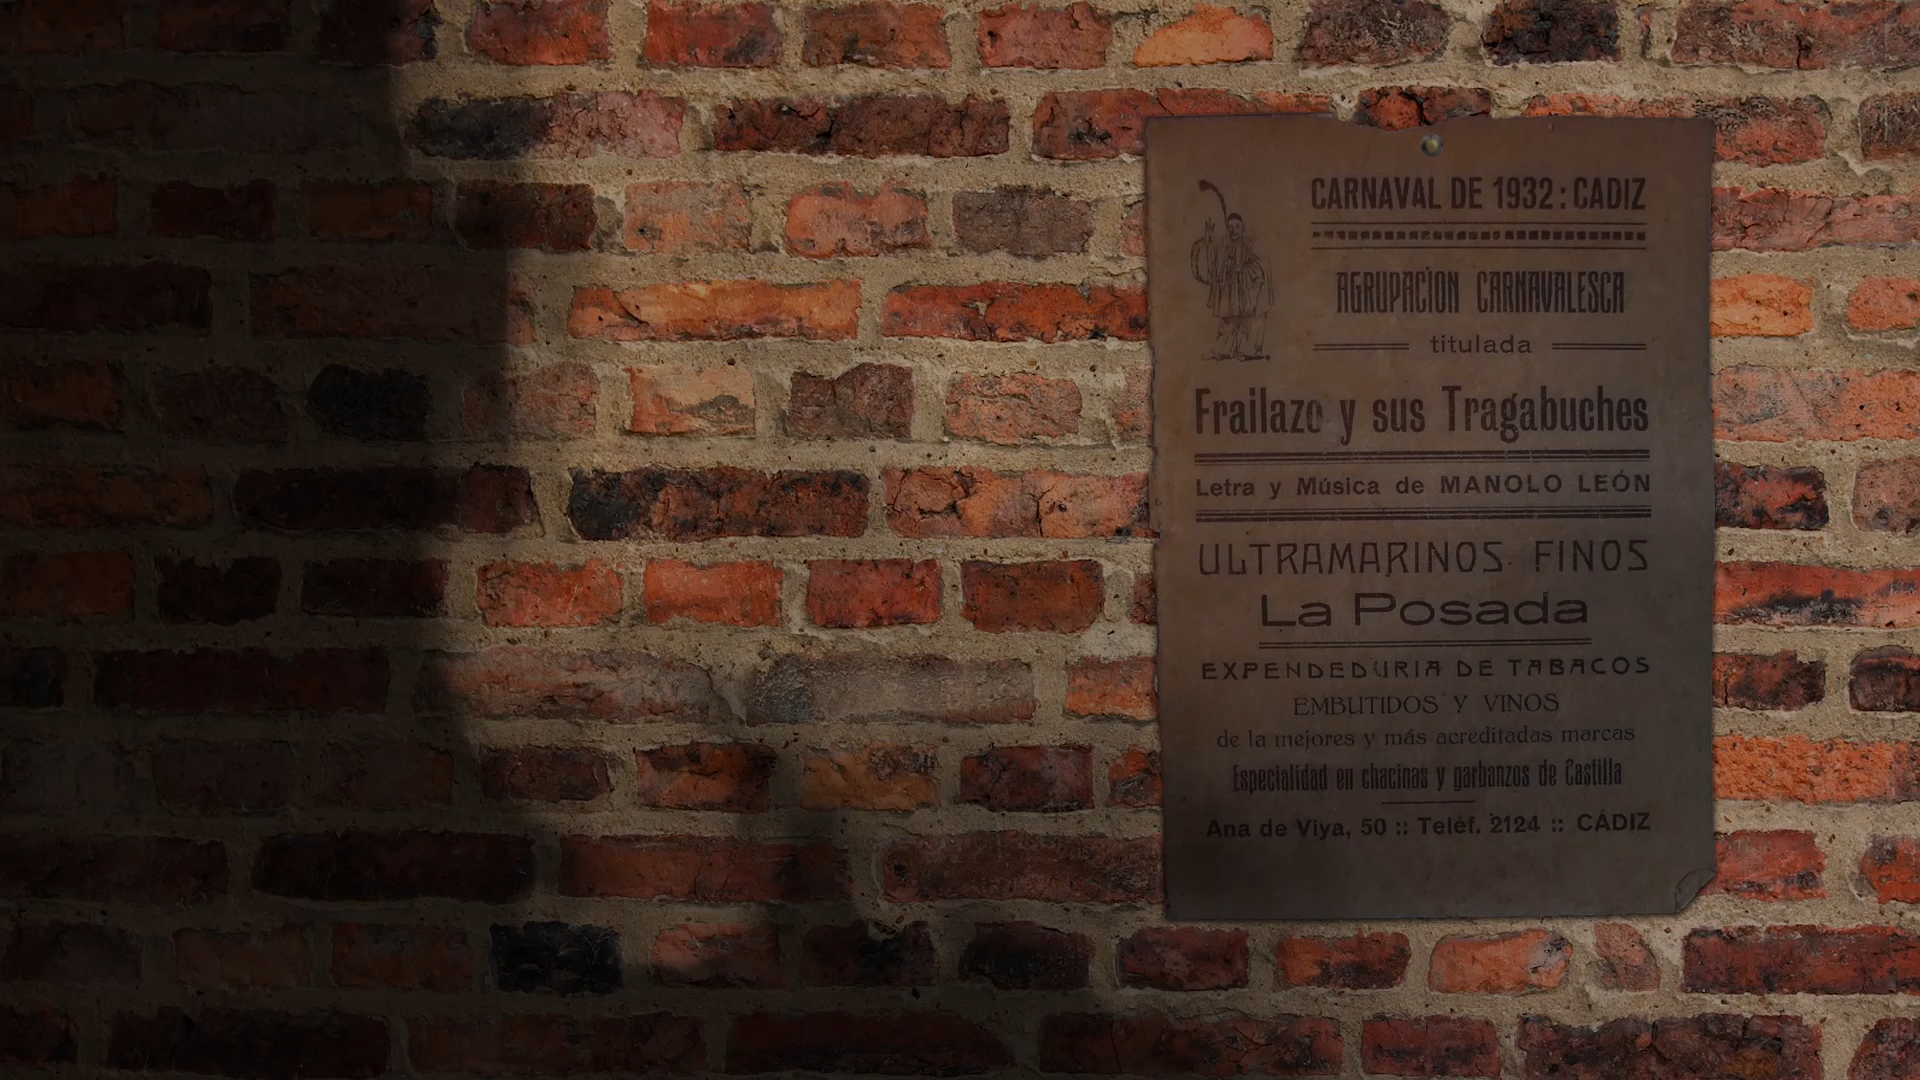 CARNAVAL DE 1932 : CADIZ
AGRUPACION CARNAVALESCA
titulada
Frailazo y sus Tragabuches
Letra y Música de MANOLO LEÓN
ULTRAMARINOS FINOS
La Posada
EXPENDEDURIA DE TABACOS
EMBUTIDOS Y VINOS
de la mejores y más acreditadas marcas
Especialidad en chacinas y garbanzos de Castilla
Ana de Viya, 50 :: Teléf. 2124 :: CÁDIZ